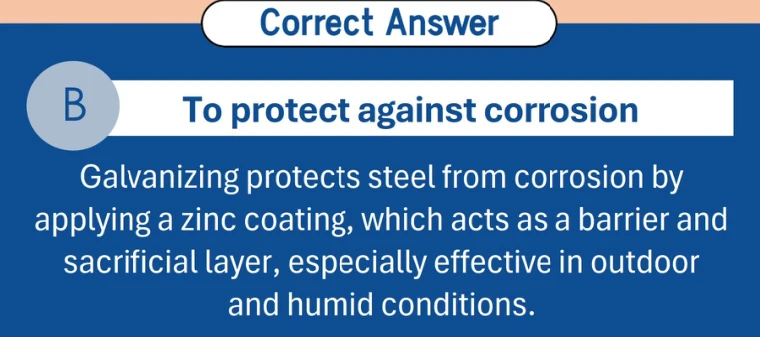 Correct Answer
B
To protect against corrosion
Galvanizing protects steel from corrosion by
applying a zinc coating, which acts as a barrier and
sacrificial layer, especially effective in outdoor
and humid conditions.